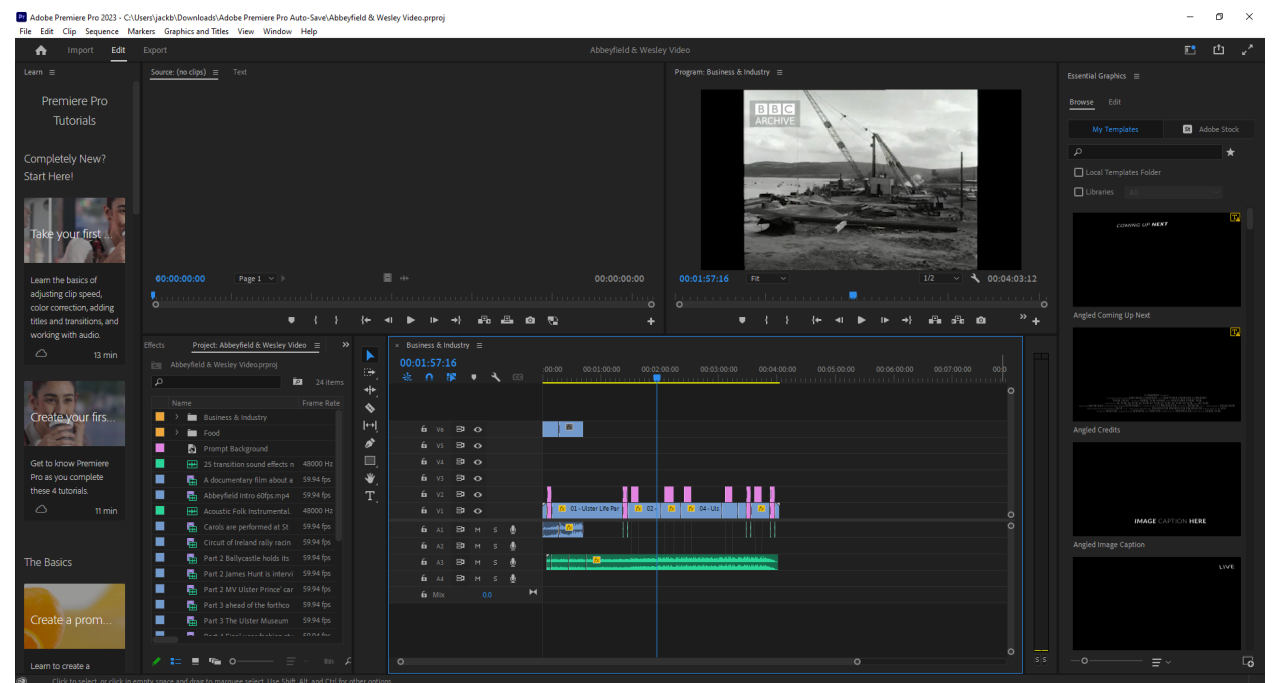 Adobe Premiere Pro 2023 - C:\Users\jackb\Downloads\Adobe Premiere Pro Auto-Save\Abbeyfield & Wesley Video.prproj
File Edit Clip Sequence Markers Graphics and Titles View Window Help
Import Edit Export
Abbeyfield & Wesley Video
Learn
Premiere Pro
Tutorials
Completely New?
Start Here!
Take your first ...
Learn the basics of
adjusting clip speed,
color correction, adding
titles and transitions, and
working with audio.
13 min
Create your firs...
Get to know Premiere
Pro as you complete
these 4 tutorials.
11 min
The Basics
Create a prom...
Learn to create a
Source: (no clips) Text
00:00:00:00 Page 1 00:00:00:00
Program: Business & Industry
BBC
ARCHIVE
00:01:57:16 Fit 1/2 00:04:03:12
Effects Project: Abbeyfield & Wesley Video
Abbeyfield & Wesley Video.prproj
24 items
Name Frame Rate
Business & Industry
Food
Prompt Background
25 transition sound effects n 48000 Hz
A documentary film about a 59.94 fps
Abbeyfield Intro 60fps.mp4 59.94 fps
Acoustic Folk Instrumental. 48000 Hz
Carols are performed at St 59.94 fps
Circuit of Ireland rally racin 59.94 fps
Part 2 Ballycastle holds its 59.94 fps
Part 2 James Hunt is intervi 59.94 fps
Part 2 MV Ulster Prince' car 59.94 fps
Part 3 ahead of the forthco 59.94 fps
Part 3 The Ulster Museum 59.94 fps
Business & Industry
00:01:57:16
:00:00 00:01:00:00 00:02:00:00 00:03:00:00 00:04:00:00 00:05:00:00 00:06:00:00 00:07:00:00 00:0
V6
V5
V4
V3
V2
V1 fx 01 - Ulster Life Par fx 02 - fx fx 04 - Uls fx
A1 M S fx
A2 M S
A3 M S fx
A4 M S
Mix 0.0
S S
Essential Graphics
Browse Edit
My Templates St Adobe Stock
Local Templates Folder
Libraries All
COMING UP NEXT
Angled Coming Up Next
Angled Credits
IMAGE CAPTION HERE
Angled Image Caption
LIVE
Click to select, or click in empty space and drag to marquee select. Use Shift, Alt, and Ctrl for other options.